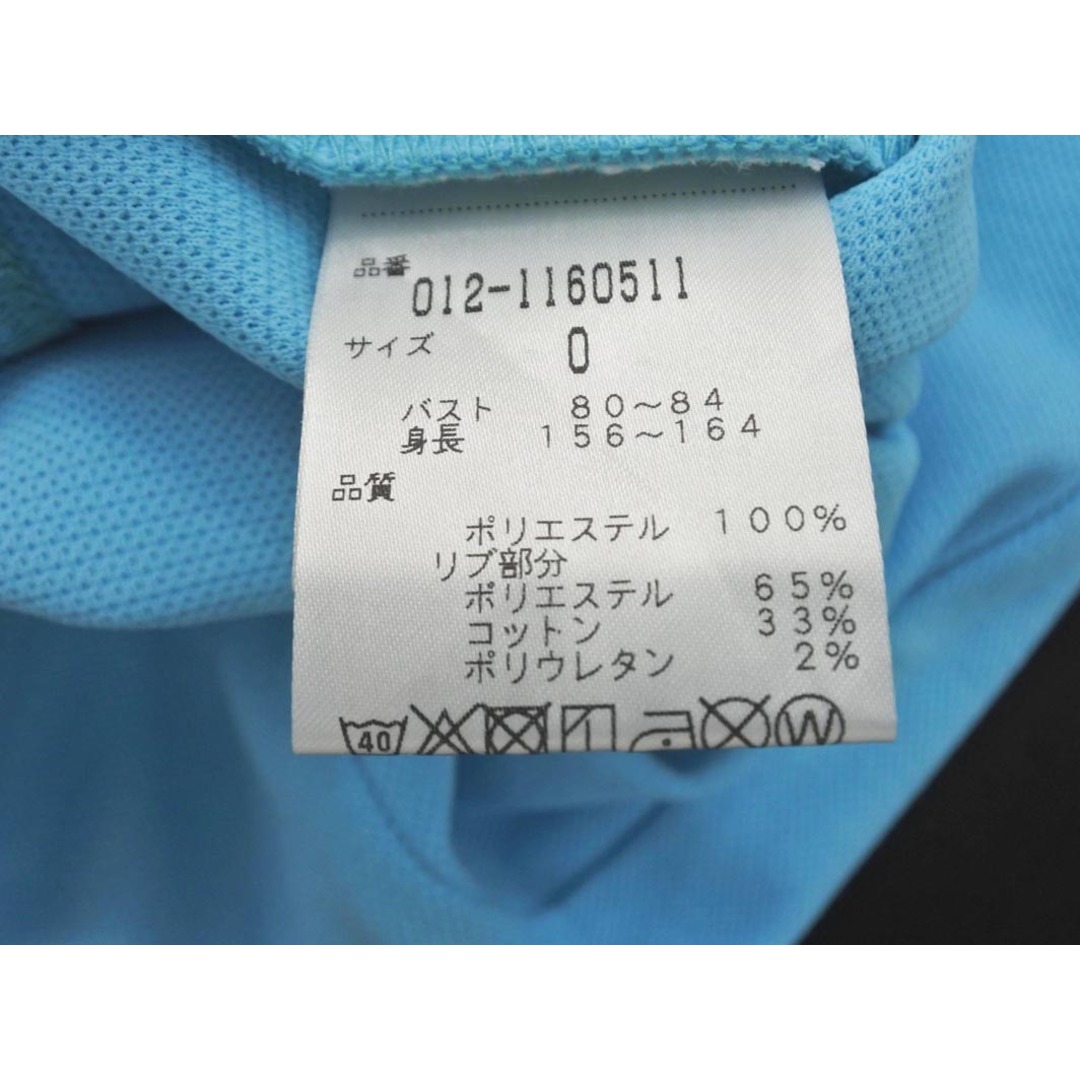 品番 012-1160511
サイズ 0
バスト 80~84
身長 156~164
品質
ポリエステル 100%
リブ部分
ポリエステル 65%
コットン 33%
ポリウレタン 2%
40 W